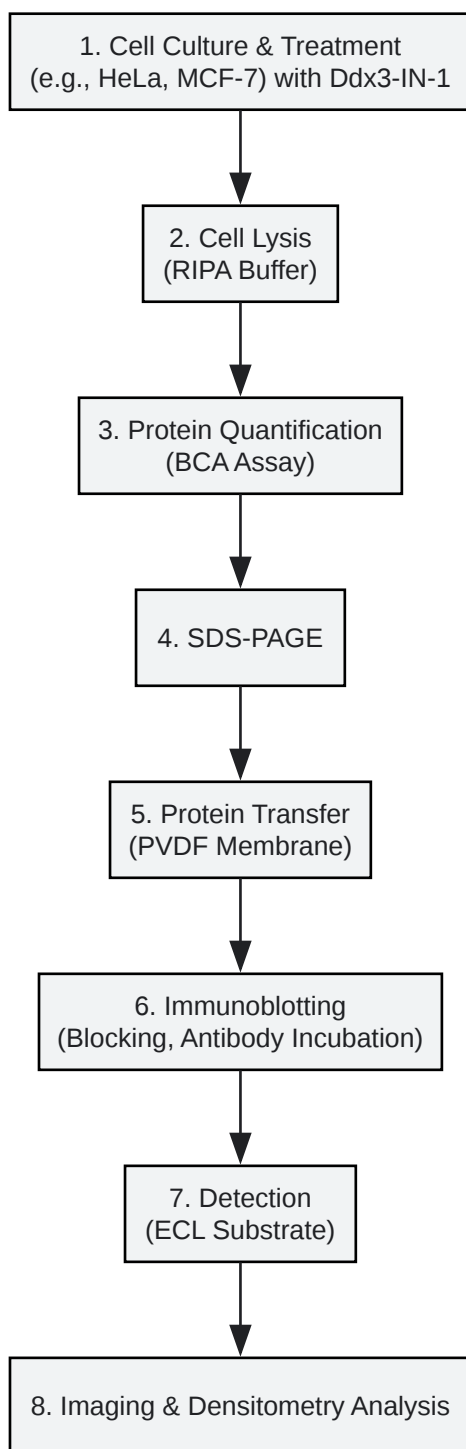 1. Cell Culture & Treatment
(e.g., HeLa, MCF-7) with Ddx3-IN-1
2. Cell Lysis
(RIPA Buffer)
3. Protein Quantification
(BCA Assay)
4. SDS-PAGE
5. Protein Transfer
(PVDF Membrane)
6. Immunoblotting
(Blocking, Antibody Incubation)
7. Detection
(ECL Substrate)
8. Imaging & Densitometry Analysis